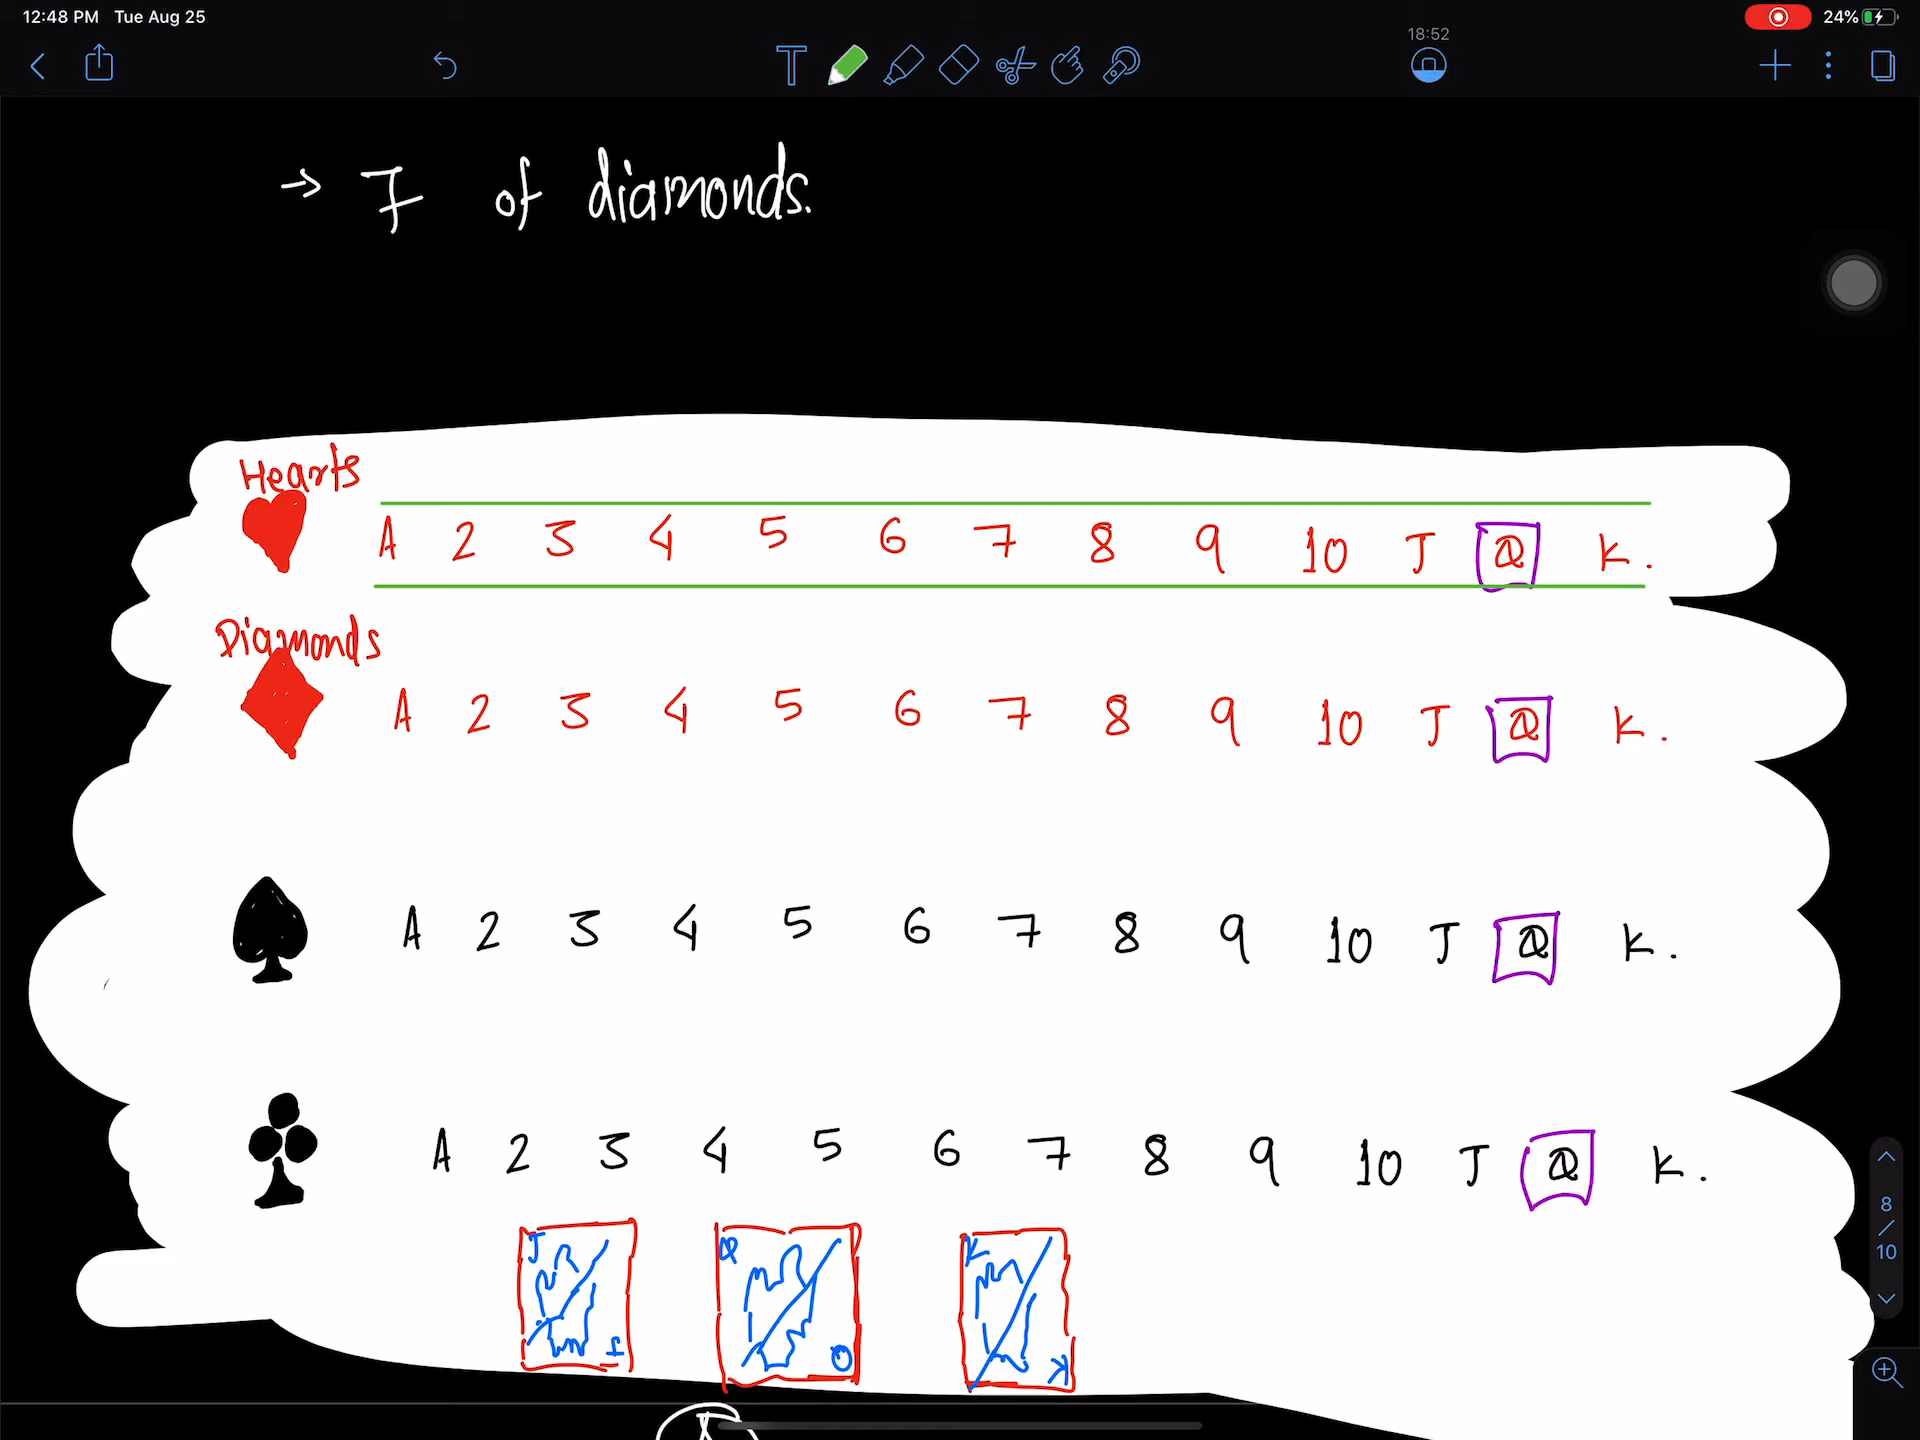 12:48 PM Tue Aug 25
24%
18:52
→ 7 of diamonds.
Hearts
A 2 3 4 5 6 7 8 9 10 J Q K.
Diamonds
A 2 3 4 5 6 7 8 9 10 J Q K.
A 2 3 4 5 6 7 8 9 10 J Q K.
A 2 3 4 5 6 7 8 9 10 J Q K.
J Q K
8
/
10